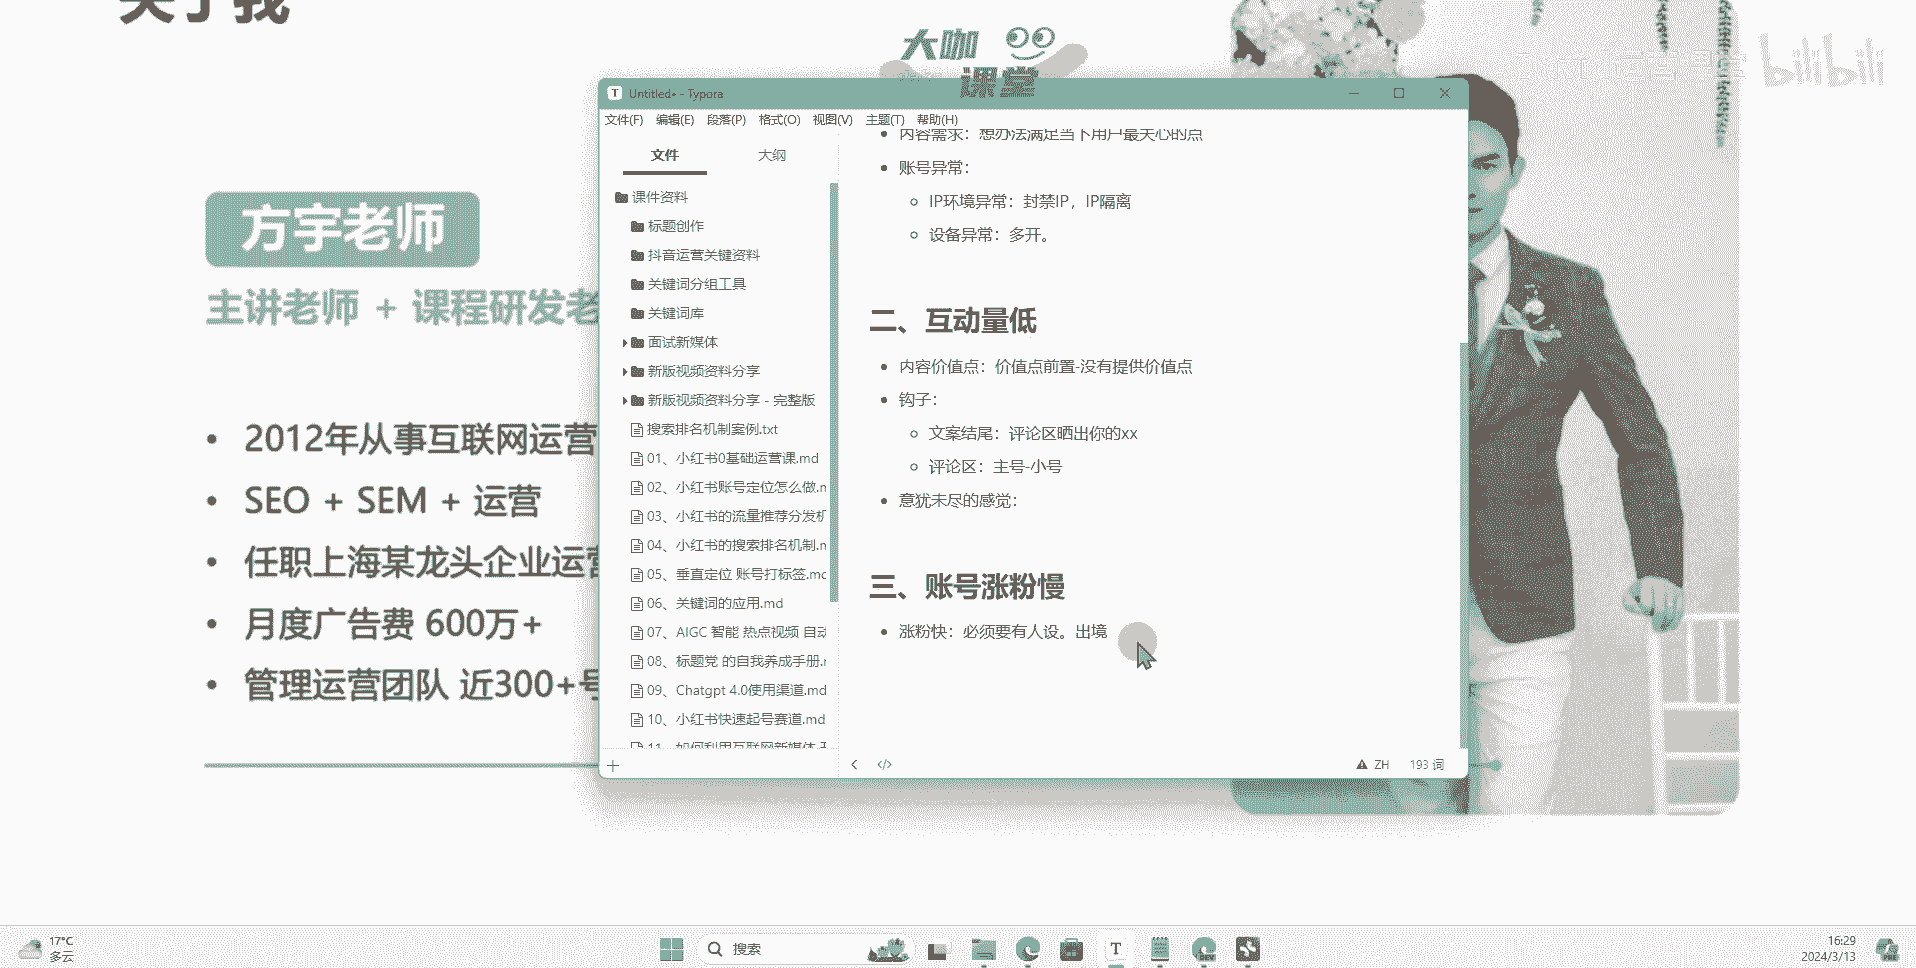 关于我
大咖
课堂
bilibili
方宇老师
主讲老师 + 课程研发老
2012年从事互联网运营
SEO + SEM + 运营
任职上海某龙头企业运营
月度广告费 600万+
管理运营团队 近300+号
Untitled• - Typora
文件(F) 编辑(E) 段落(P) 格式(O) 视图(V) 主题(T) 帮助(H)
文件 大纲
课件资料
标题创作
抖音运营关键资料
关键词分组工具
关键词库
面试新媒体
新版视频资料分享
新版视频资料分享 - 完整版
搜索排名机制案例.txt
01、小红书0基础运营课.md
02、小红书账号定位怎么做.m
03、小红书的流量推荐分发机
04、小红书的搜索排名机制.m
05、垂直定位 账号打标签.mc
06、关键词的应用.md
07、AIGC 智能 热点视频 自动
08、标题党 的自我养成手册.r
09、Chatgpt 4.0使用渠道.md
10、小红书快速起号赛道.md
11、如何利用互联网新媒体
内容需求：想办法满足当下用户最关心的点
账号异常：
IP环境异常：封禁IP，IP隔离
设备异常：多开。
二、互动量低
内容价值点：价值点前置-没有提供价值点
钩子：
文案结尾：评论区晒出你的xx
评论区：主号-小号
意犹未尽的感觉：
三、账号涨粉慢
涨粉快：必须要有人设。出境
ZH 193 词
17°C
多云
搜索
16:29
2024/3/13